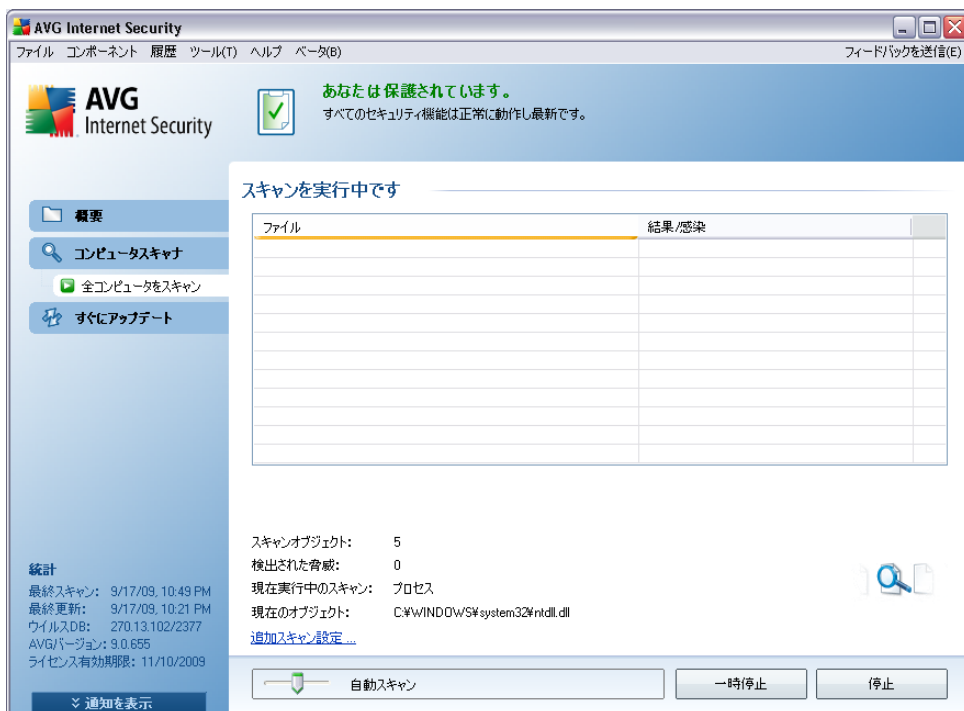 AVG Internet Security
ファイル コンポーネント 履歴 ツール(T) ヘルプ ベータ(B) フィードバックを送信(E)
AVG
Internet Security
あなたは保護されています。
すべてのセキュリティ機能は正常に動作し最新です。
概要
コンピュータスキャナ
全コンピュータをスキャン
すぐにアップデート
スキャンを実行中です
ファイル 結果/感染
スキャンオブジェクト: 5
検出された脅威: 0
現在実行中のスキャン: プロセス
現在のオブジェクト: C:¥WINDOWS¥system32¥ntdll.dll
追加スキャン設定 ...
統計
最終スキャン: 9/17/09, 10:49 PM
最終更新: 9/17/09, 10:21 PM
ウイルスDB: 270.13.102/2377
AVGバージョン: 9.0.655
ライセンス有効期限: 11/10/2009
通知を表示
自動スキャン
一時停止
停止